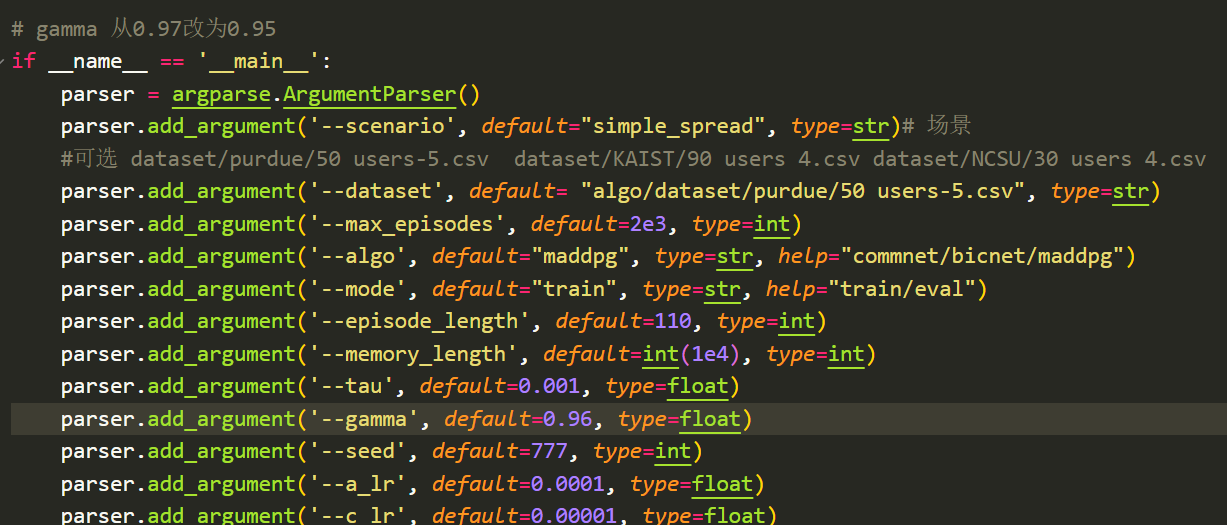 # gamma 从0.97改为0.95
if __name__ == '__main__':
    parser = argparse.ArgumentParser()
    parser.add_argument('--scenario', default="simple_spread", type=str)# 场景
    #可选 dataset/purdue/50 users-5.csv  dataset/KAIST/90 users 4.csv dataset/NCSU/30 users 4.csv
    parser.add_argument('--dataset', default= "algo/dataset/purdue/50 users-5.csv", type=str)
    parser.add_argument('--max_episodes', default=2e3, type=int)
    parser.add_argument('--algo', default="maddpg", type=str, help="commnet/bicnet/maddpg")
    parser.add_argument('--mode', default="train", type=str, help="train/eval")
    parser.add_argument('--episode_length', default=110, type=int)
    parser.add_argument('--memory_length', default=int(1e4), type=int)
    parser.add_argument('--tau', default=0.001, type=float)
    parser.add_argument('--gamma', default=0.96, type=float)
    parser.add_argument('--seed', default=777, type=int)
    parser.add_argument('--a_lr', default=0.0001, type=float)
    parser.add_argument('--c_lr', default=0.00001, type=float)